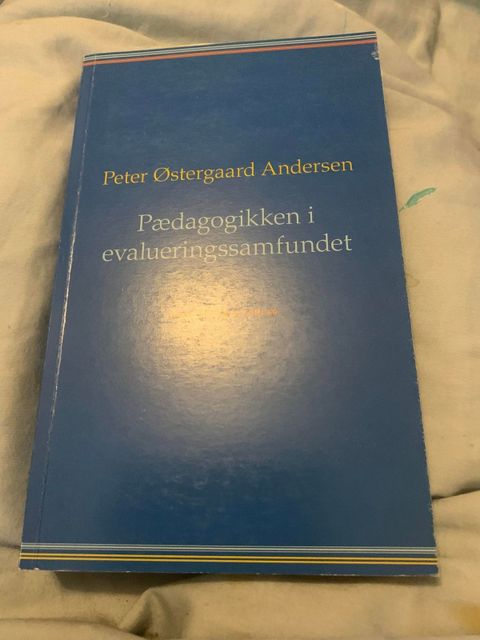 Peter Østergaard Andersen
Pædagogikken i
evalueringssamfundet